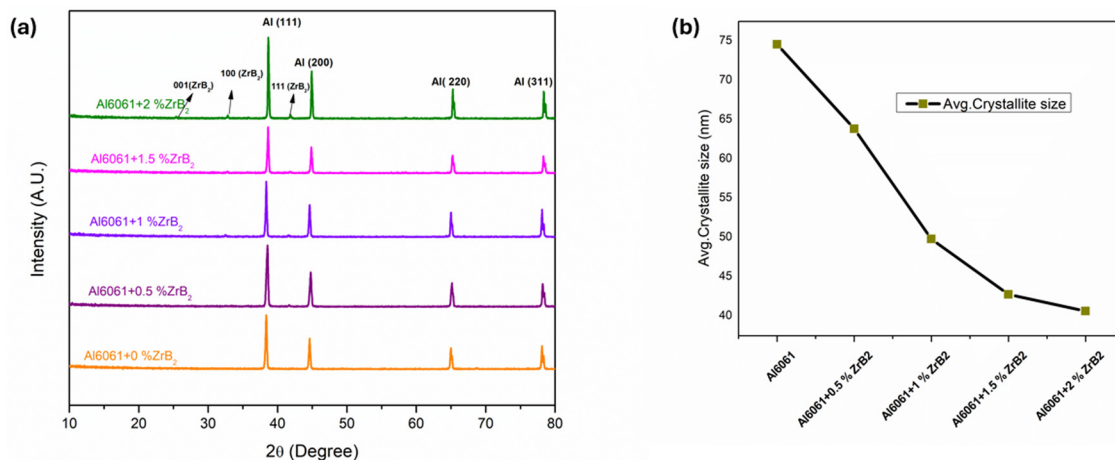 (a)
Al (111)
Al (200)
Al( 220)
Al (311)
001(ZrB2)
100 (ZrB2)
111 (ZrB2)
Al6061+2 %ZrB2
Al6061+1.5 %ZrB2
Al6061+1 %ZrB2
Al6061+0.5 %ZrB2
Al6061+0 %ZrB2
Intensity (A.U.)
10 20 30 40 50 60 70 80
2θ (Degree)
(b)
75
70
65
60
55
50
45
40
Avg.Crystallite size (nm)
Avg.Crystallite size
Al6061
Al6061+0.5 % ZrB2
Al6061+1 % ZrB2
Al6061+1.5 % ZrB2
Al6061+2 % ZrB2